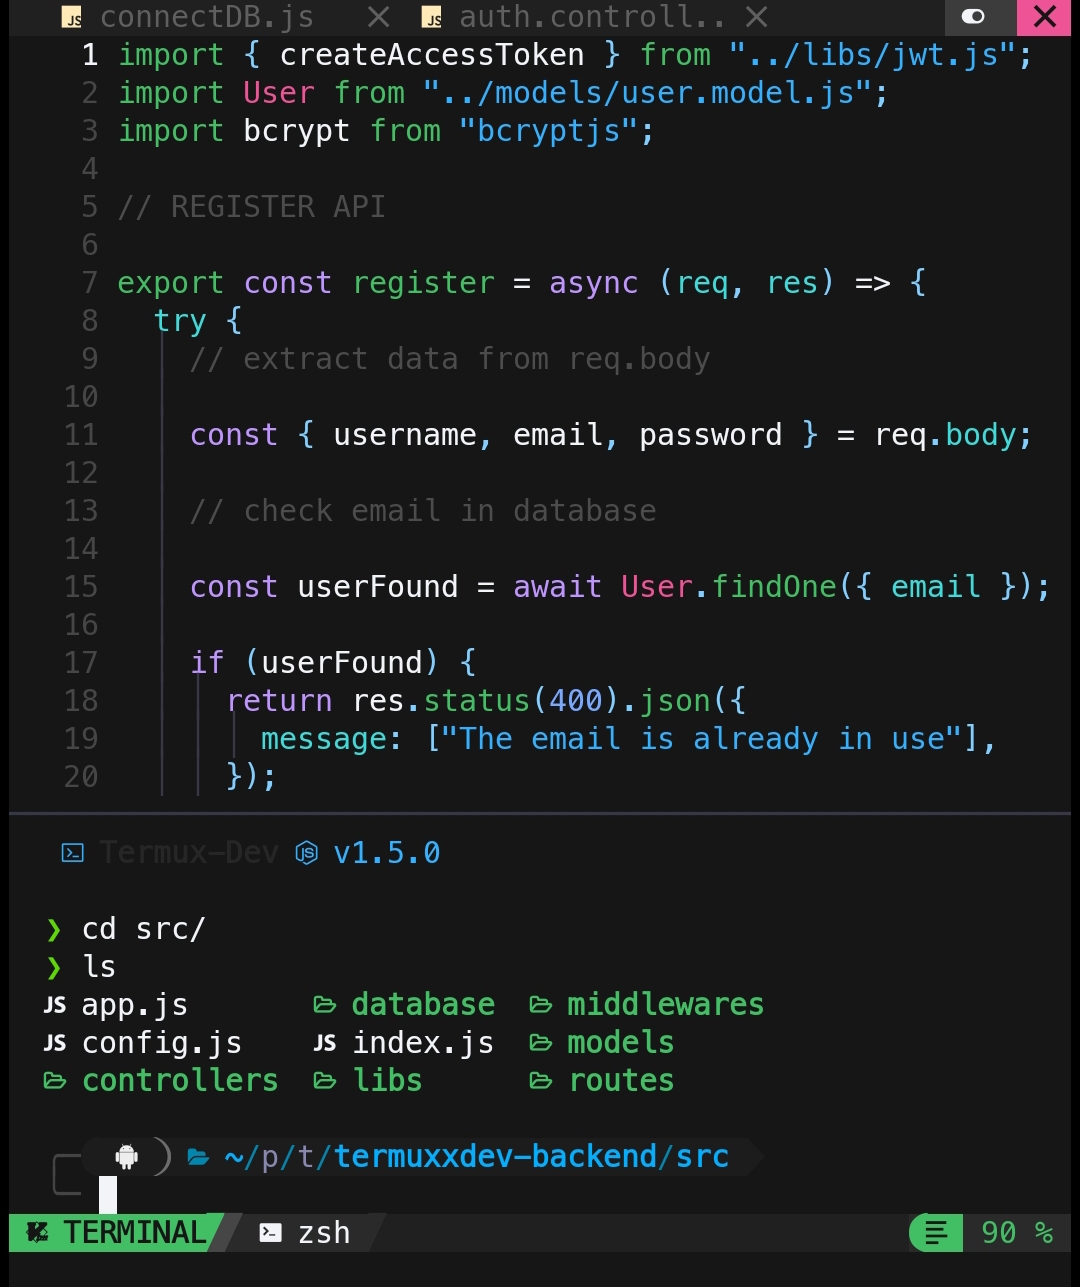 connectDB.js auth.controll..
1 import { createAccessToken } from "../libs/jwt.js";
2 import User from "../models/user.model.js";
3 import bcrypt from "bcryptjs";
4
5 // REGISTER API
6
7 export const register = async (req, res) => {
8 try {
9 // extract data from req.body
10
11 const { username, email, password } = req.body;
12
13 // check email in database
14
15 const userFound = await User.findOne({ email });
16
17 if (userFound) {
18 return res.status(400).json({
19 message: ["The email is already in use"],
20 });
Termux-Dev v1.5.0
❯ cd src/
❯ ls
JS app.js database middlewares
JS config.js JS index.js models
controllers libs routes
~/p/t/termuxxdev-backend/src
TERMINAL zsh 90 %